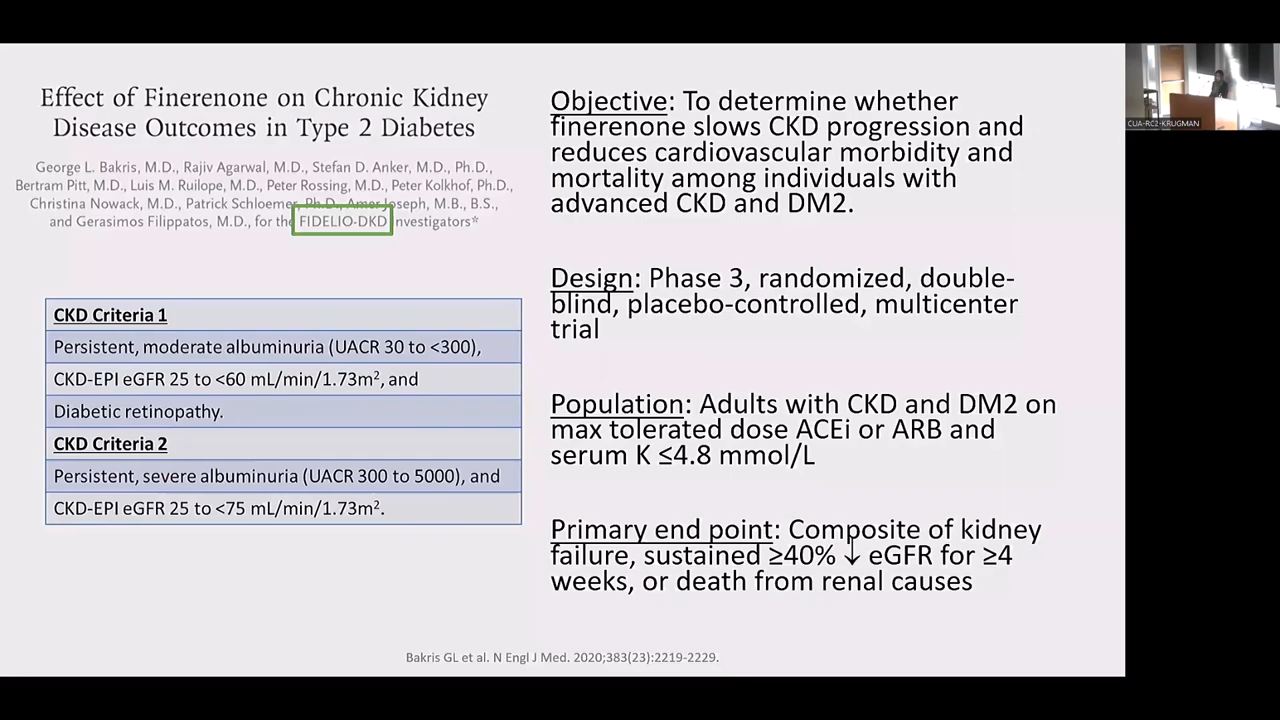 Effect of Finerenone on Chronic Kidney
Disease Outcomes in Type 2 Diabetes
George L. Bakris, M.D., Rajiv Agarwal, M.D., Stefan D. Anker, M.D., Ph.D.,
Bertram Pitt, M.D., Luis M. Ruilope, M.D., Peter Rossing, M.D., Peter Kolkhof, Ph.D.,
Christina Nowack, M.D., Patrick Schloemer, Ph.D., Amer Joseph, M.B., B.S.,
and Gerasimos Filippatos, M.D., for the FIDELIO-DKD Investigators*
CKD Criteria 1
Persistent, moderate albuminuria (UACR 30 to <300),
CKD-EPI eGFR 25 to <60 mL/min/1.73m², and
Diabetic retinopathy.
CKD Criteria 2
Persistent, severe albuminuria (UACR 300 to 5000), and
CKD-EPI eGFR 25 to <75 mL/min/1.73m².
Objective: To determine whether
finerenone slows CKD progression and
reduces cardiovascular morbidity and
mortality among individuals with
advanced CKD and DM2.
Design: Phase 3, randomized, double-
blind, placebo-controlled, multicenter
trial
Population: Adults with CKD and DM2 on
max tolerated dose ACEi or ARB and
serum K ≤4.8 mmol/L
Primary end point: Composite of kidney
failure, sustained ≥40% ↓ eGFR for ≥4
weeks, or death from renal causes
Bakris GL et al. N Engl J Med. 2020;383(23):2219-2229.
CUA-RC2-KRUGMAN